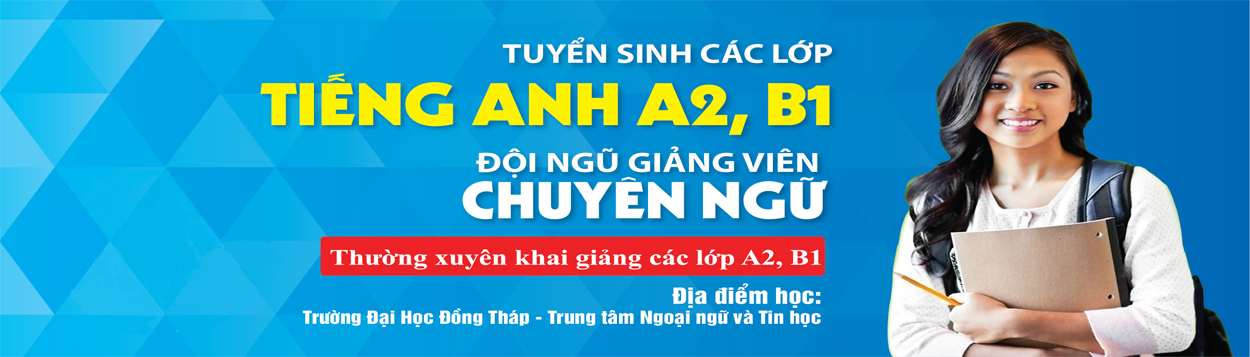 TUYỂN SINH CÁC LỚP
TIẾNG ANH A2, B1
ĐỘI NGŨ GIẢNG VIÊN
CHUYÊN NGỮ
Thường xuyên khai giảng các lớp A2, B1
Địa điểm học:
Trường Đại Học Đồng Tháp - Trung tâm Ngoại ngữ và Tin học